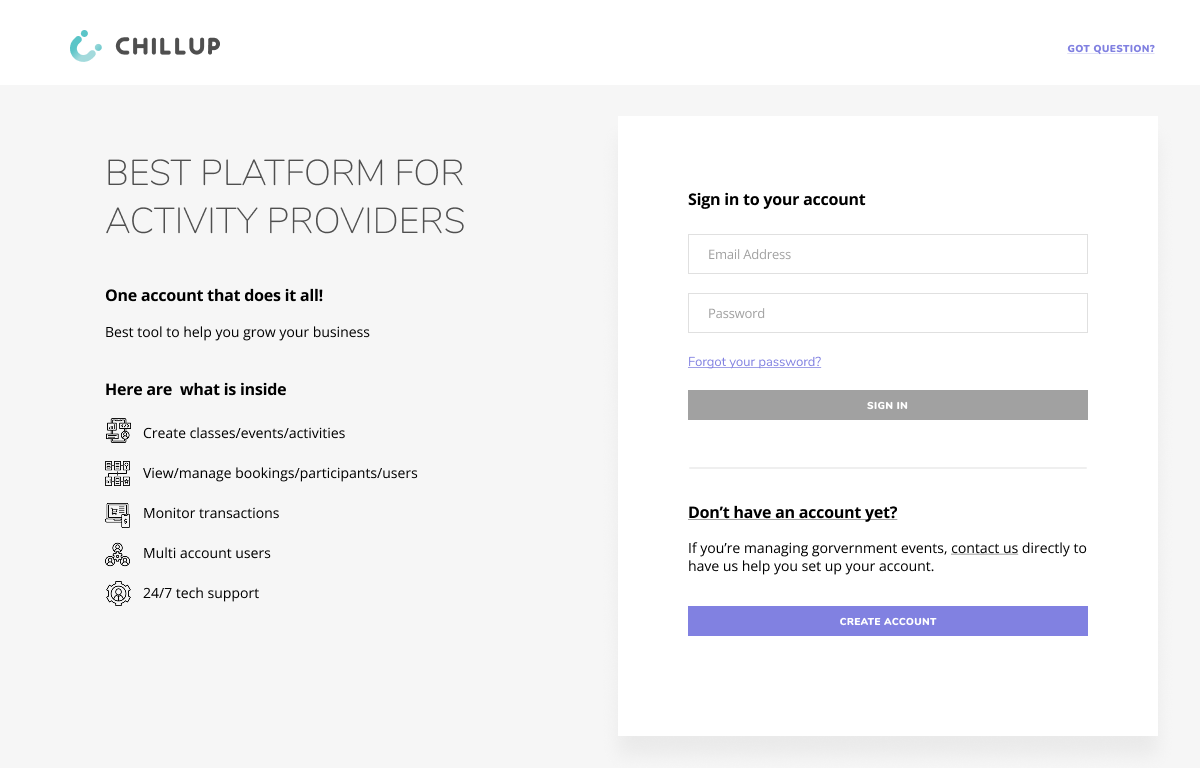 CHILLUP
GOT QUESTION?
BEST PLATFORM FOR
ACTIVITY PROVIDERS
One account that does it all!
Best tool to help you grow your business
Here are  what is inside
Create classes/events/activities
View/manage bookings/participants/users
Monitor transactions
Multi account users
24/7 tech support
Sign in to your account
Email Address
Password
Forgot your password?
SIGN IN
Don’t have an account yet?
If you’re managing gorvernment events, contact us directly to
have us help you set up your account.
CREATE ACCOUNT